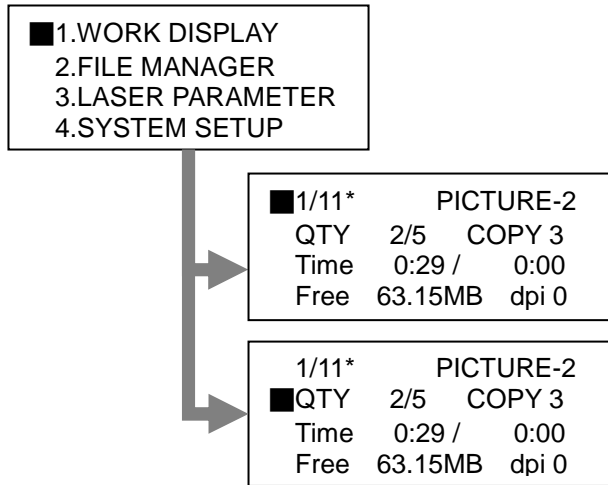 1.WORK DISPLAY
2.FILE MANAGER
3.LASER PARAMETER
4.SYSTEM SETUP
1/11* PICTURE-2
QTY 2/5 COPY 3
Time 0:29 / 0:00
Free 63.15MB dpi 0
1/11* PICTURE-2
QTY 2/5 COPY 3
Time 0:29 / 0:00
Free 63.15MB dpi 0